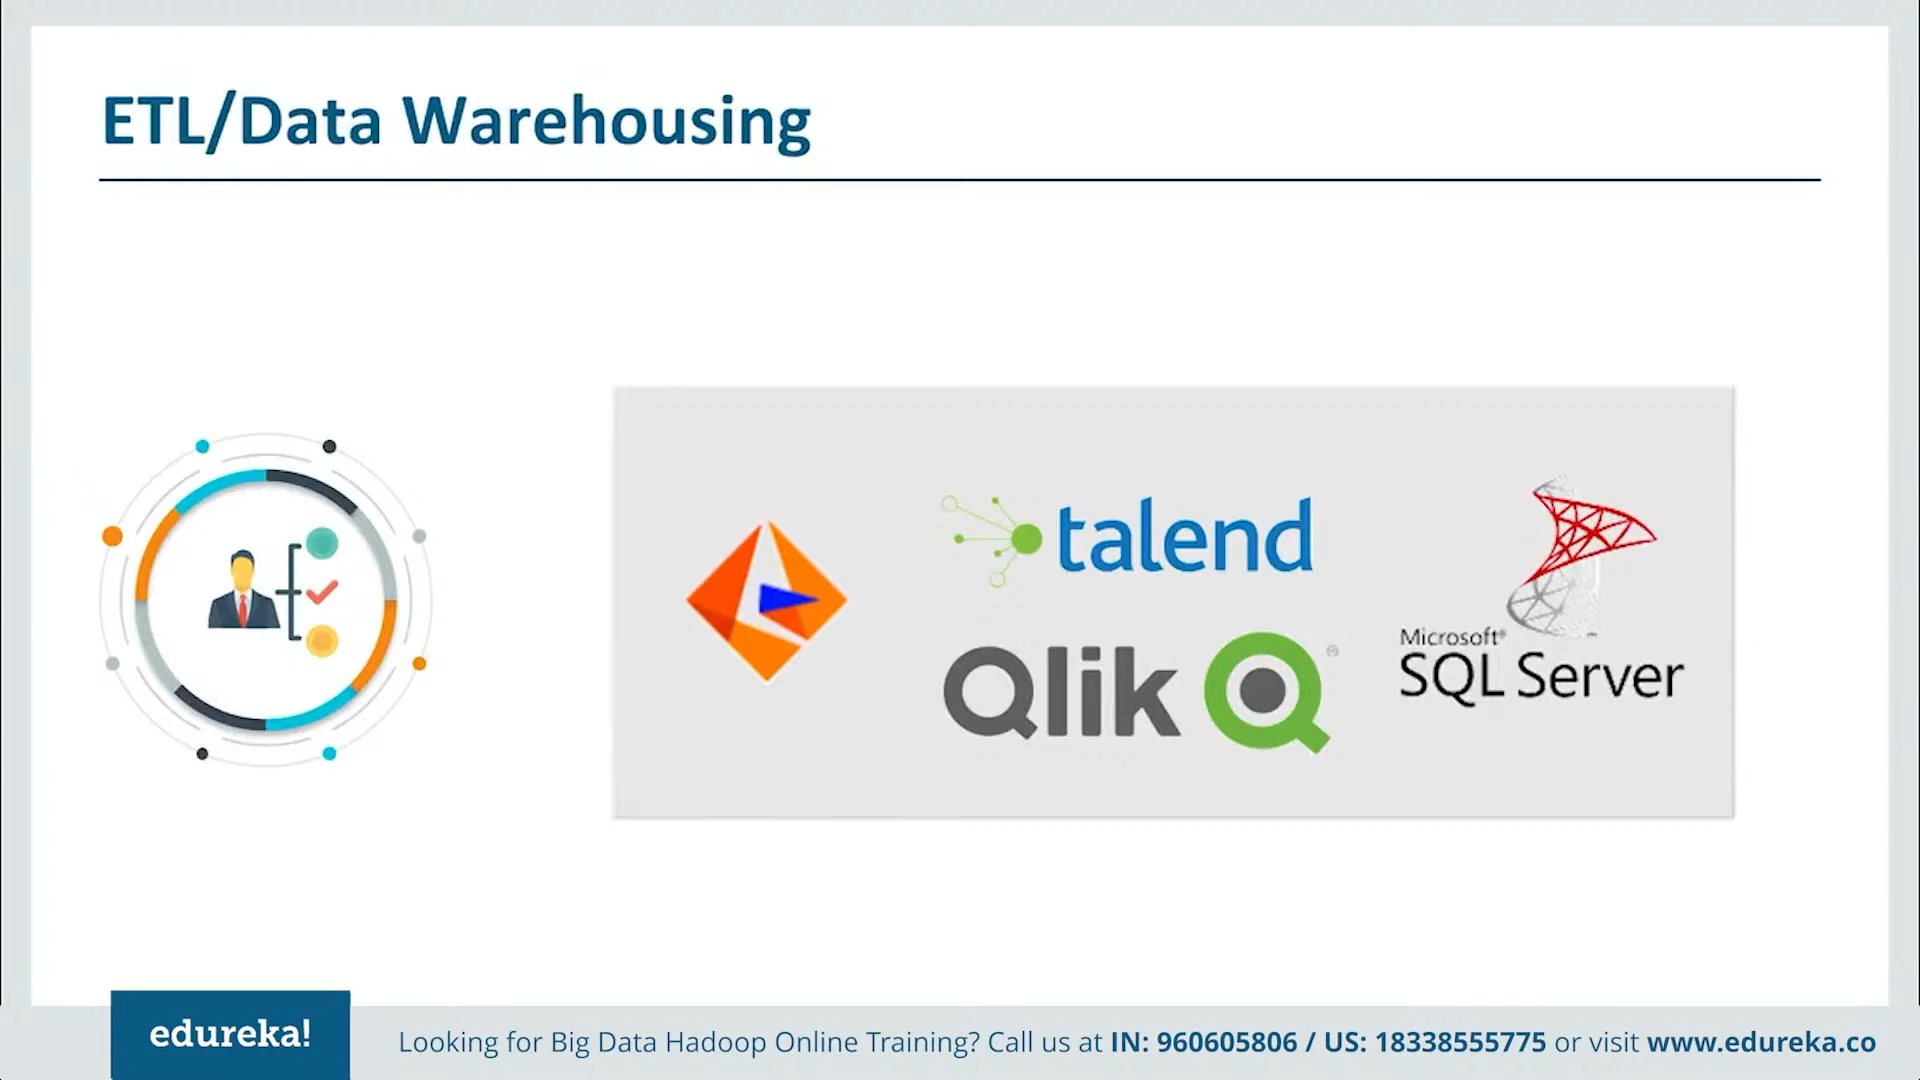 ETL/Data Warehousing
talend
Qlik Q®
Microsoft®
SQL Server
edureka!
Looking for Big Data Hadoop Online Training? Call us at IN: 960605806 / US: 18338555775 or visit www.edureka.co